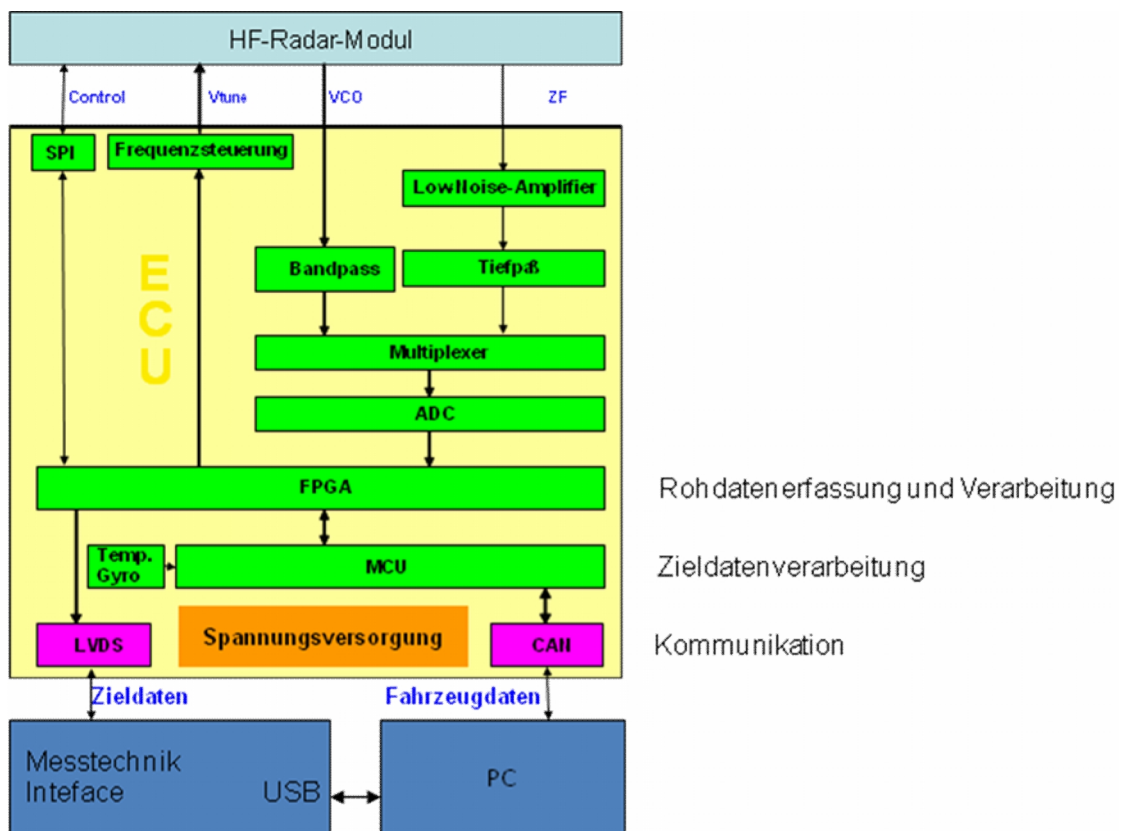 HF-Radar-Modul
Control
Vtune
VCO
ZF
SPI
Frequenzsteuerung
LowNoise-Amplifier
Bandpass
Tiefpaß
E
C
U
Multiplexer
ADC
FPGA
Rohdatenerfassung und Verarbeitung
Temp.
Gyro
MCU
Zieldatenverarbeitung
LVDS
Spannungsversorgung
CAN
Kommunikation
Zieldaten
Fahrzeugdaten
Messtechnik
Inteface
USB
PC